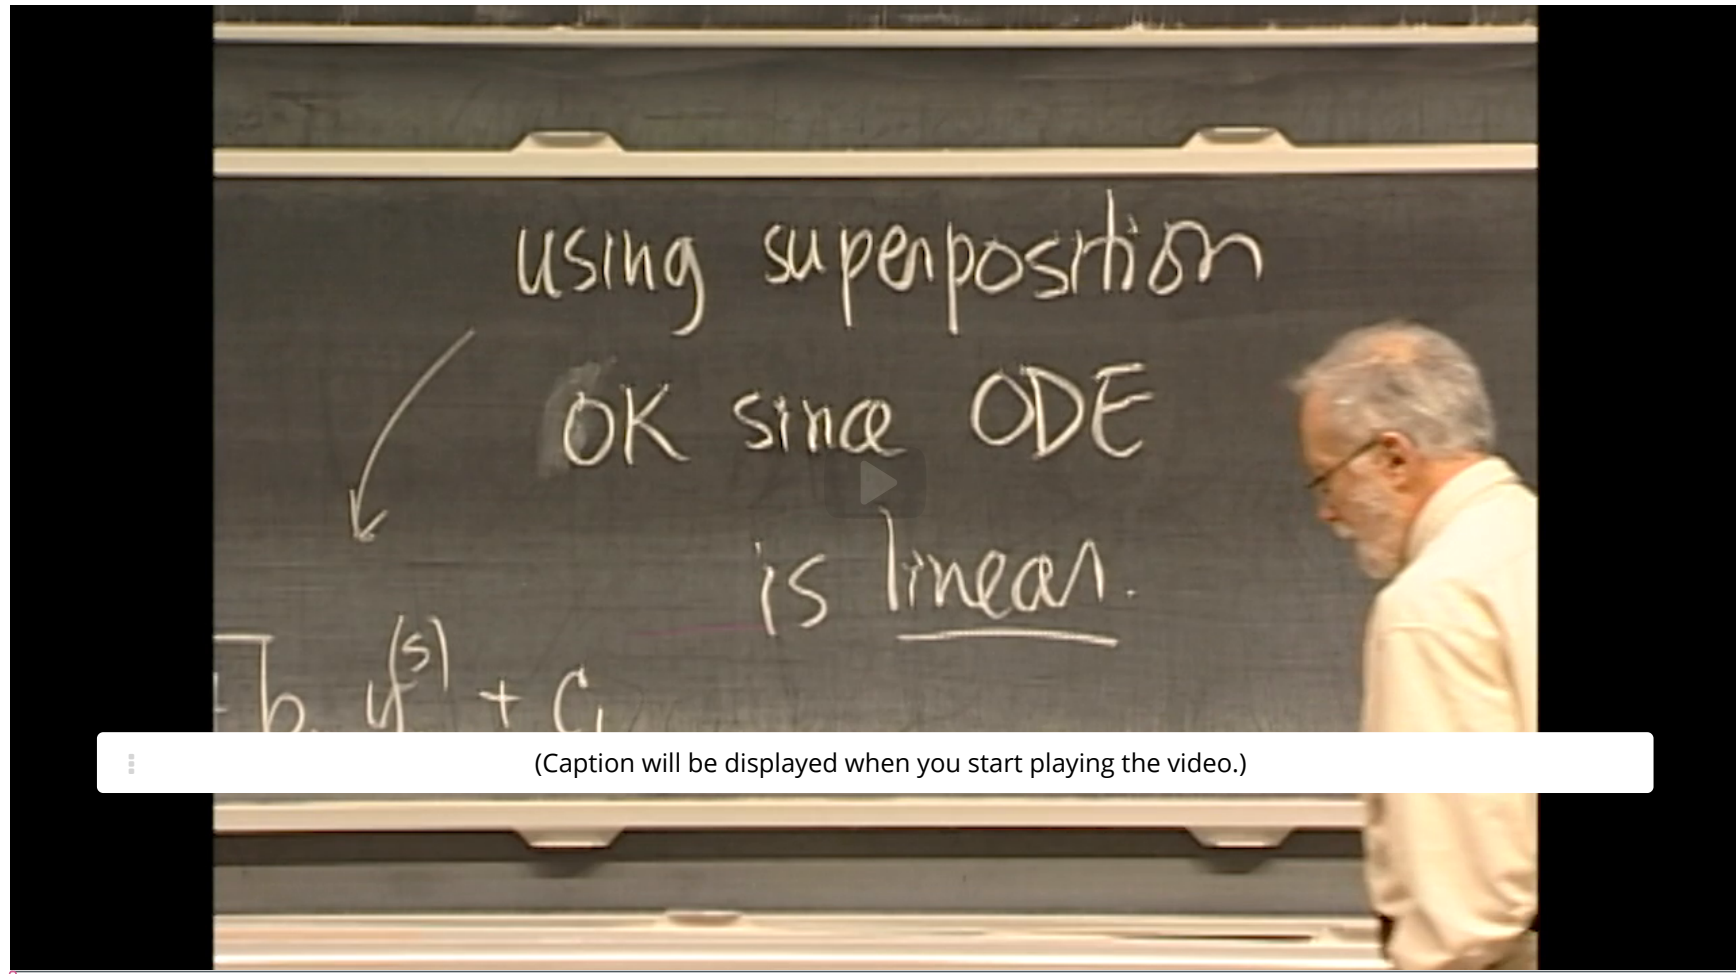 using superposition
OK since ODE
is linear.
b y(s) + c
(Caption will be displayed when you start playing the video.)